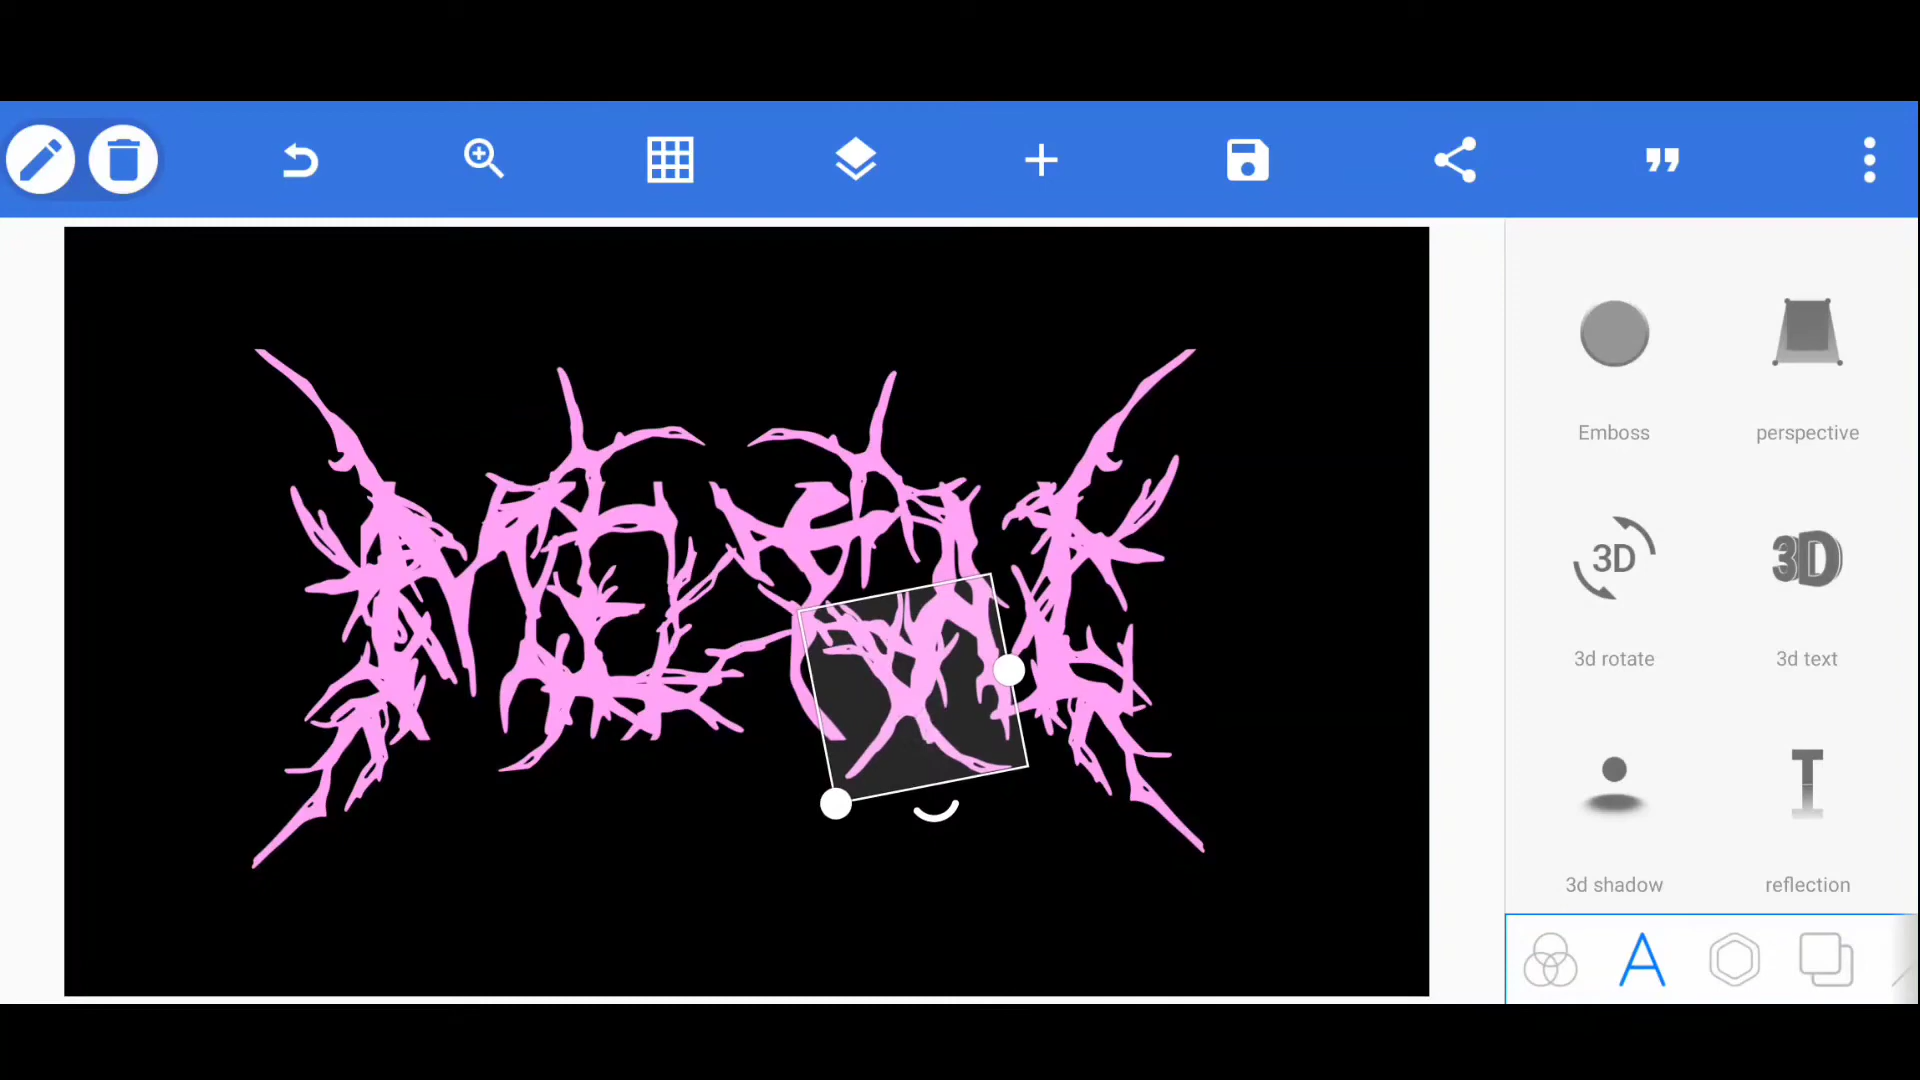 Emboss
perspective
3D
3D
3d rotate
3d text
T
3d shadow
reflection
A